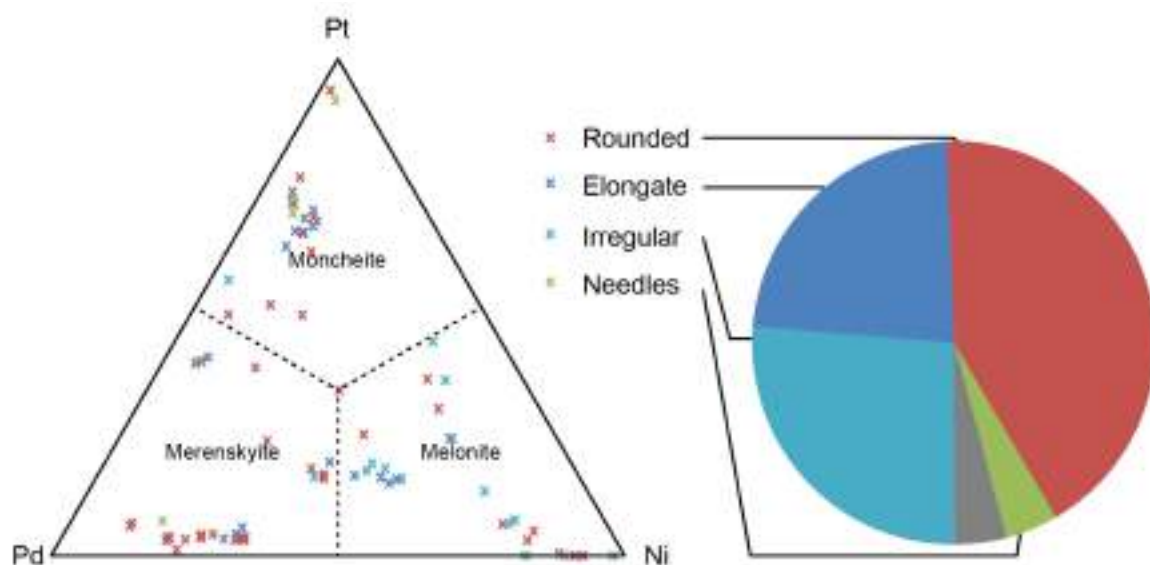 Pt
Rounded
Elongate
Irregular
Needles
Moncheite
Merenskyite
Melonite
Pd
Ni